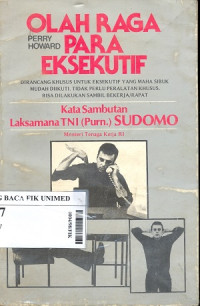 OLAH RAGA
PERRY
HOWARD
PARA
EKSEKUTIF
DIRANCANG KHUSUS UNTUK EKSEKUTIF YANG MAHA SIBUK
MUDAH DIIKUTI. TIDAK PERLU PERALATAN KHUSUS.
BISA DILAKUKAN SAMBIL BEKERJA/RAPAT
Kata Sambutan
Laksamana TNI (Purn.) SUDOMO
Menteri Tenaga Kerja RI
G BACA FIK UNIMED
7